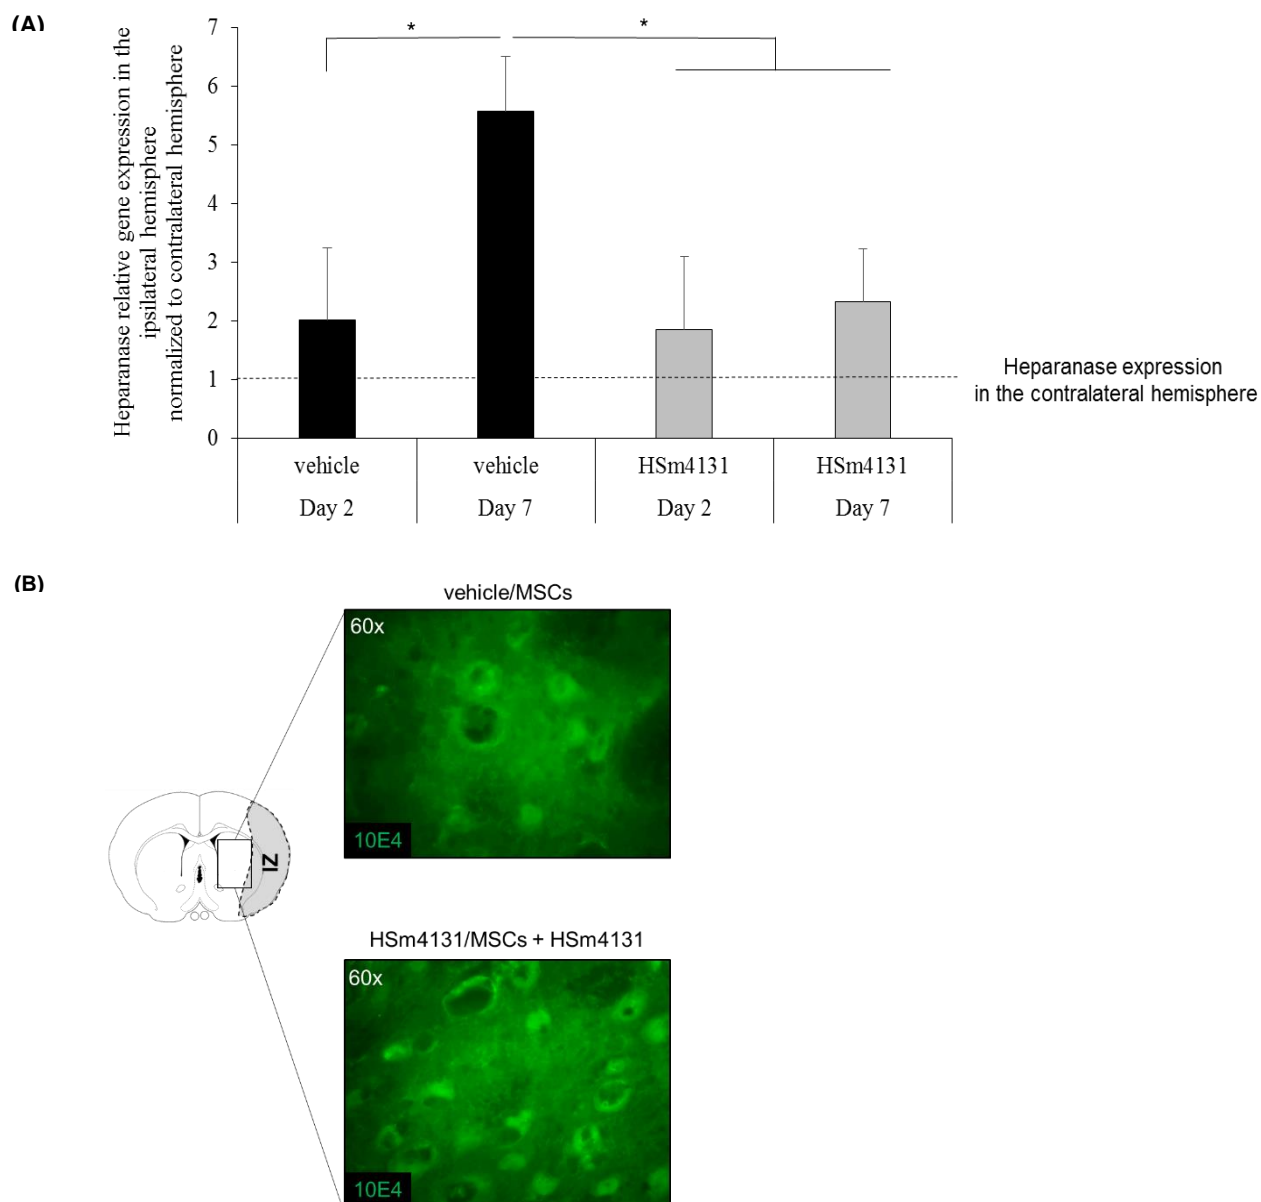 (A)
Heparanase relative gene expression in the
ipsilateral hemisphere
normalized to contralateral hemisphere
7
6
5
4
3
2
1
0
*
*
Heparanase expression
in the contralateral hemisphere
vehicle
vehicle
HSm4131
HSm4131
Day 2
Day 7
Day 2
Day 7
(B)
vehicle/MSCs
60x
10E4
IZ
HSm4131/MSCs + HSm4131
60x
10E4